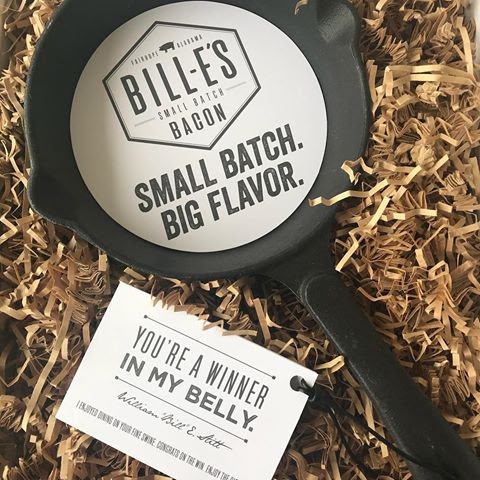 FAIRHOPE ALABAMA
BILL-E'S
SMALL BATCH
BACON
SMALL BATCH.
BIG FLAVOR.
YOU'RE A WINNER
IN MY BELLY.
William "Bill" E. Stitt
I ENJOYED DINING ON YOUR FINE SWINE. CONGRATS ON THE WIN. ENJOY THE